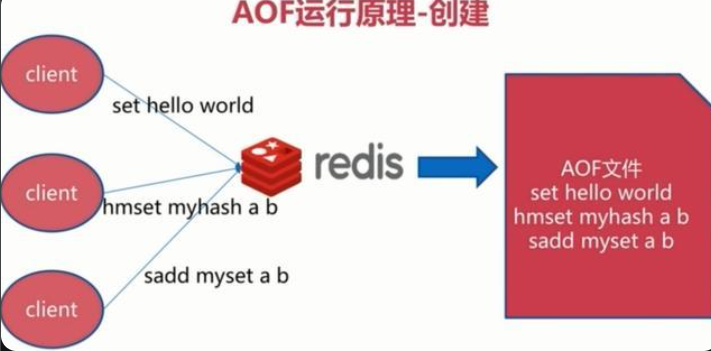 AOF运行原理-创建
client
set hello world
client
hmset myhash a b
sadd myset a b
client
redis
AOF文件
set hello world
hmset myhash a b
sadd myset a b